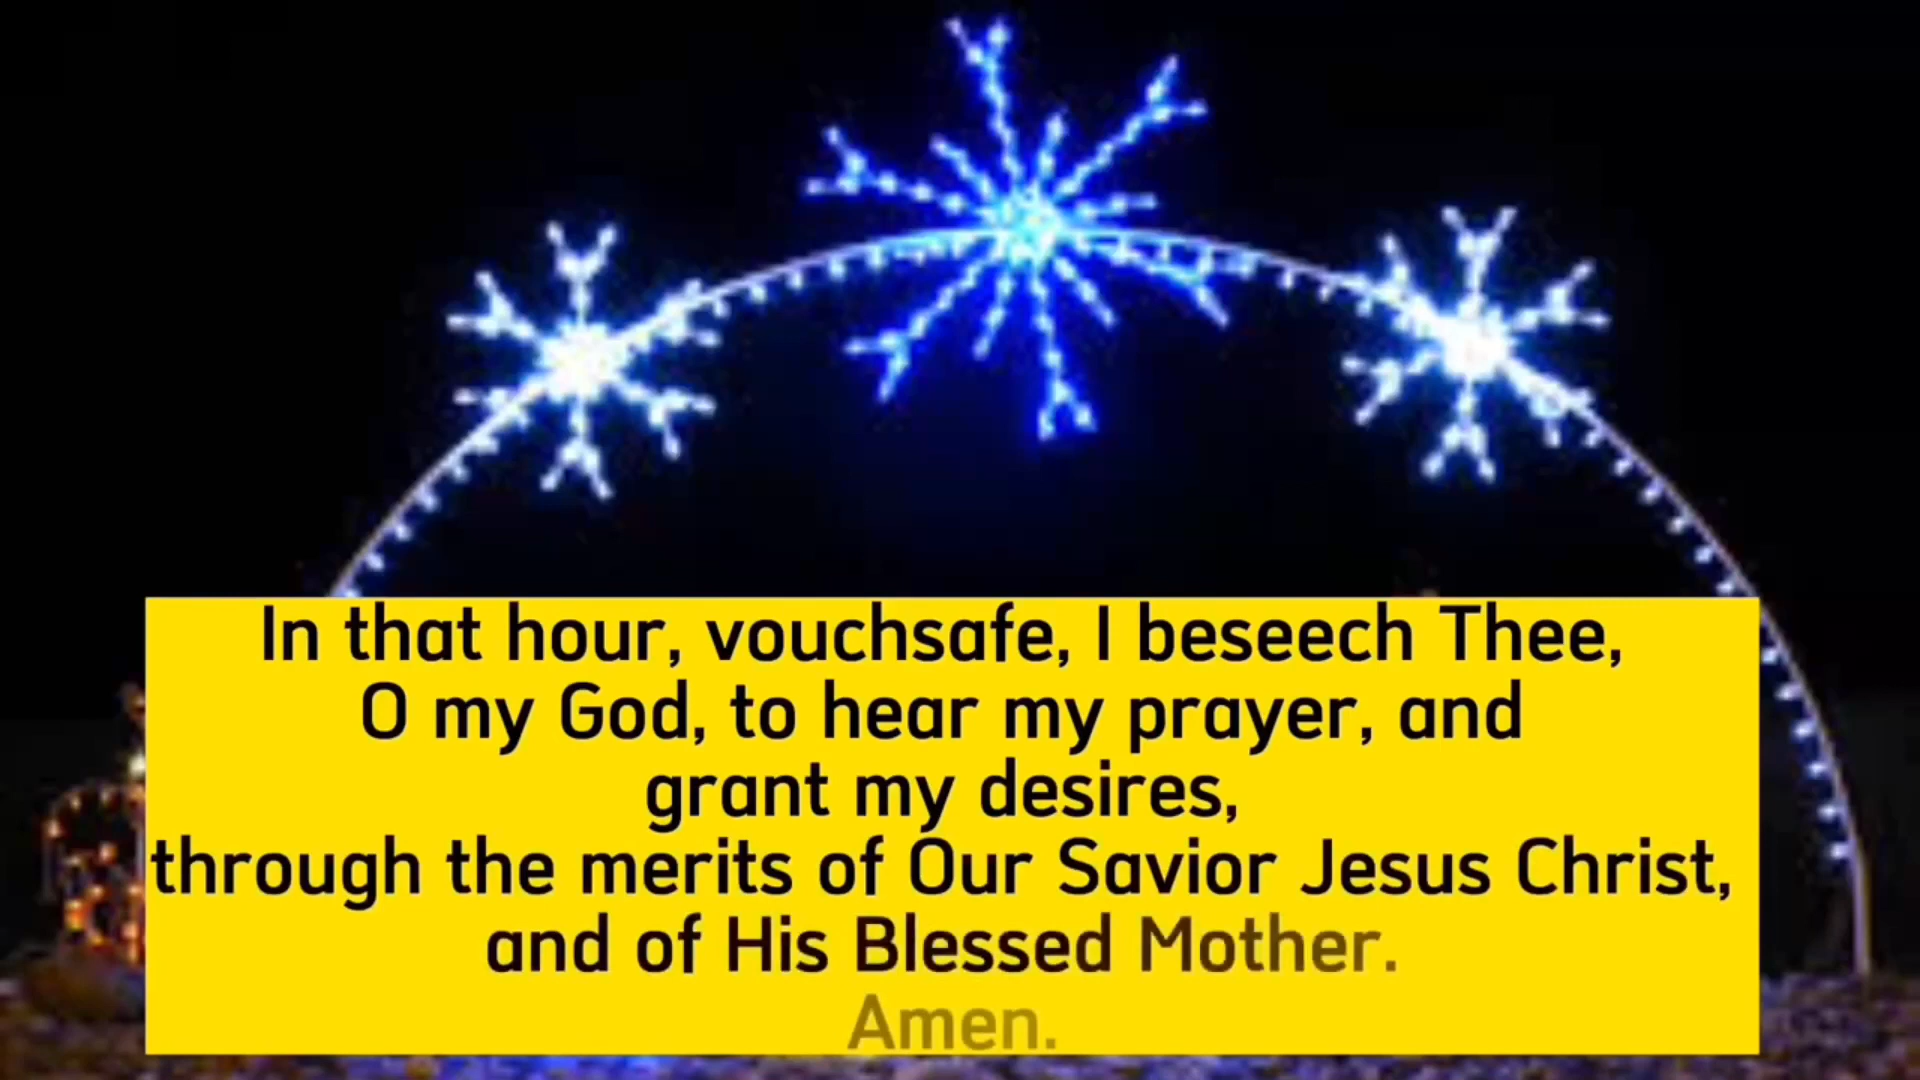 In that hour, vouchsafe, I beseech Thee,
O my God, to hear my prayer, and
grant my desires,
through the merits of Our Savior Jesus Christ,
and of His Blessed Mother.
Amen.